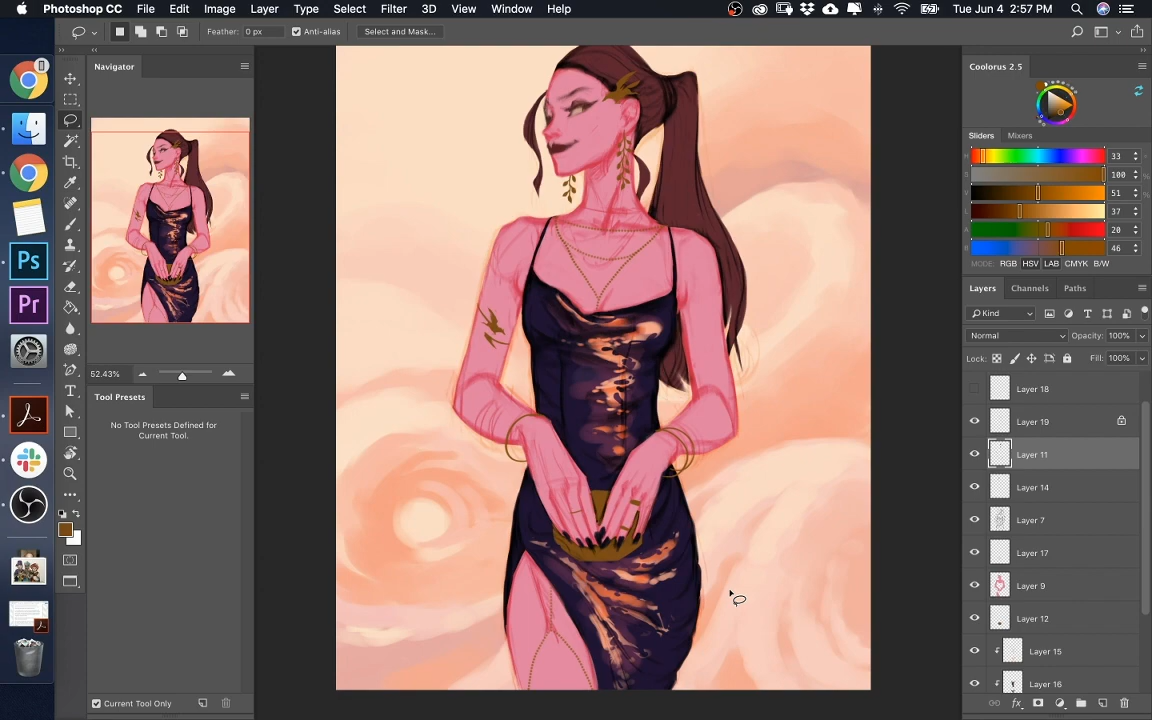 Photoshop CC File Edit Image Layer Type Select Filter 3D View Window Help Tue Jun 4 2:57 PM
Feather: 0 px Anti-alias Select and Mask...
Navigator
52.43%
Tool Presets
No Tool Presets Defined for
Current Tool.
Current Tool Only
Ps
Pr
T
Coolorus 2.5
Sliders Mixers
H 33
S 100 %
V 51 %
L 37
A 20
B 46
MODE: RGB HSV LAB CMYK B/W
Layers Channels Paths
Kind T
Normal Opacity: 100%
Lock: Fill: 100%
Layer 18
Layer 19
Layer 11
Layer 14
Layer 7
Layer 17
Layer 9
Layer 12
Layer 15
Layer 16
fx